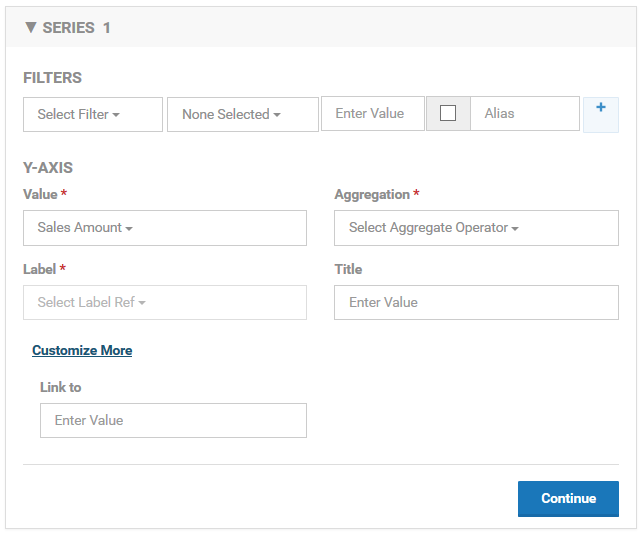 ▼ SERIES 1
FILTERS
Select Filter None Selected Enter Value Alias +
Y-AXIS
Value * Aggregation *
Sales Amount Select Aggregate Operator
Label * Title
Select Label Ref Enter Value
Customize More
Link to
Enter Value
Continue